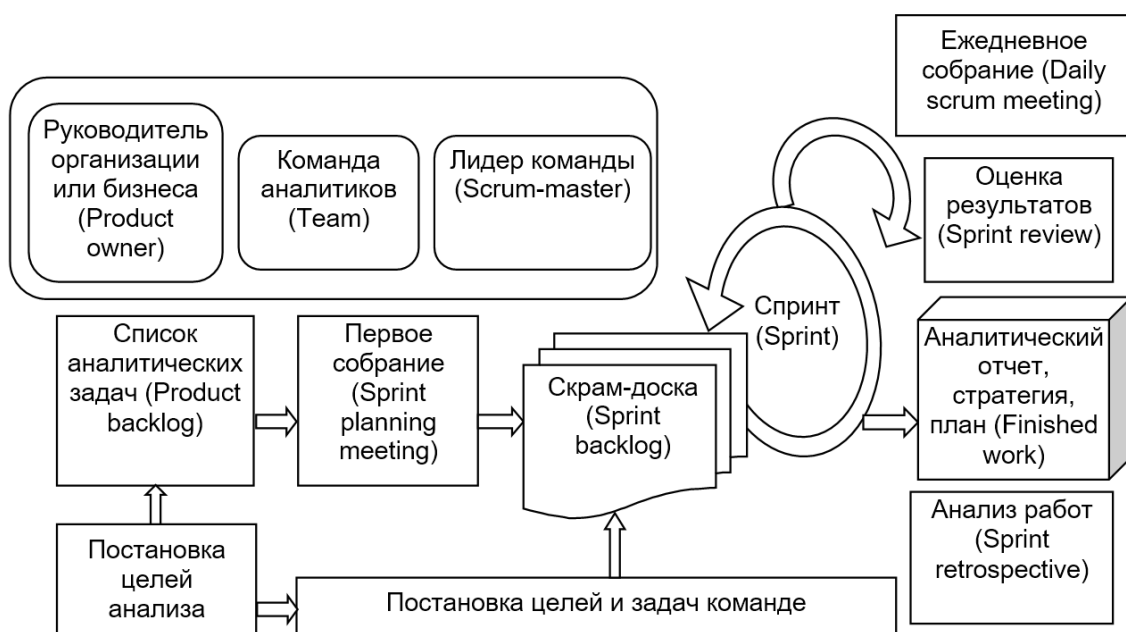 Ежедневное
собрание (Daily
scrum meeting)
Руководитель
организации
или бизнеса
(Product
owner)
Команда
аналитиков
(Team)
Лидер команды
(Scrum-master)
Оценка
результатов
(Sprint review)
Список
аналитических
задач (Product
backlog)
Первое
собрание
(Sprint
planning
meeting)
Скрам-доска
(Sprint
backlog)
Спринт
(Sprint)
Аналитический
отчет,
стратегия,
план (Finished
work)
Анализ работ
(Sprint
retrospective)
Постановка
целей
анализа
Постановка целей и задач команде